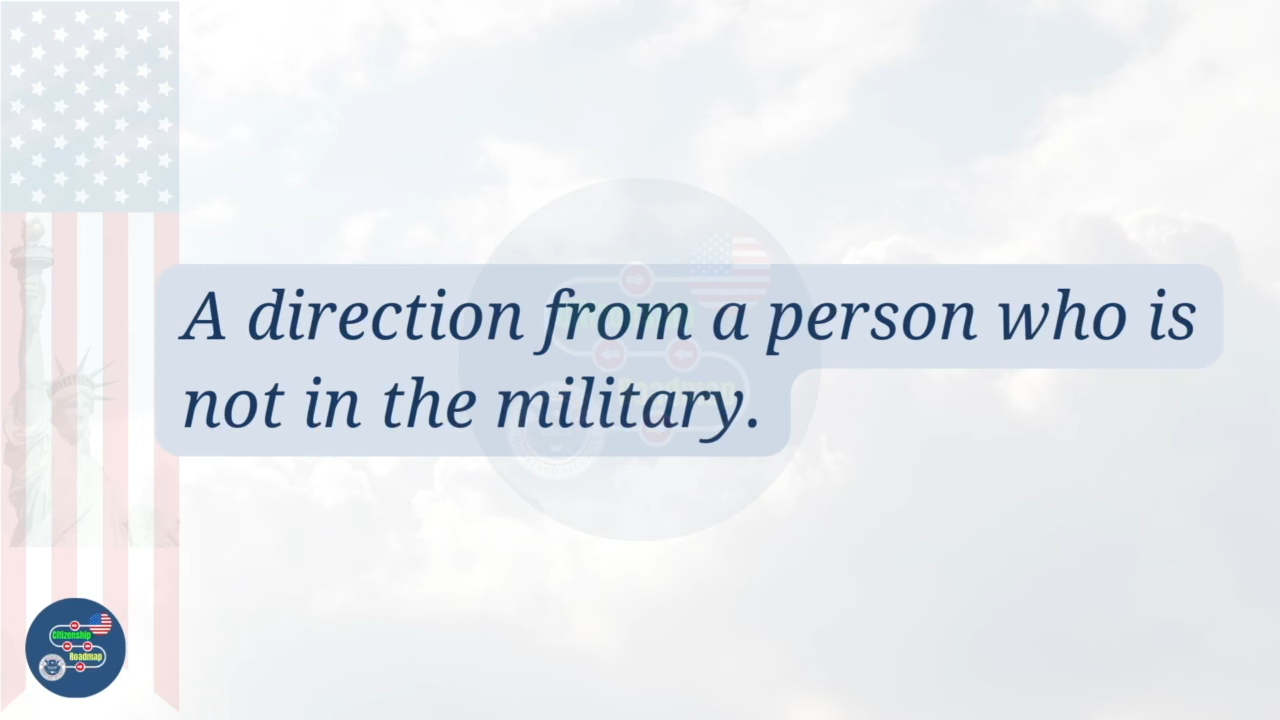 A direction from a person who is
not in the military.
Citizenship
Roadmap